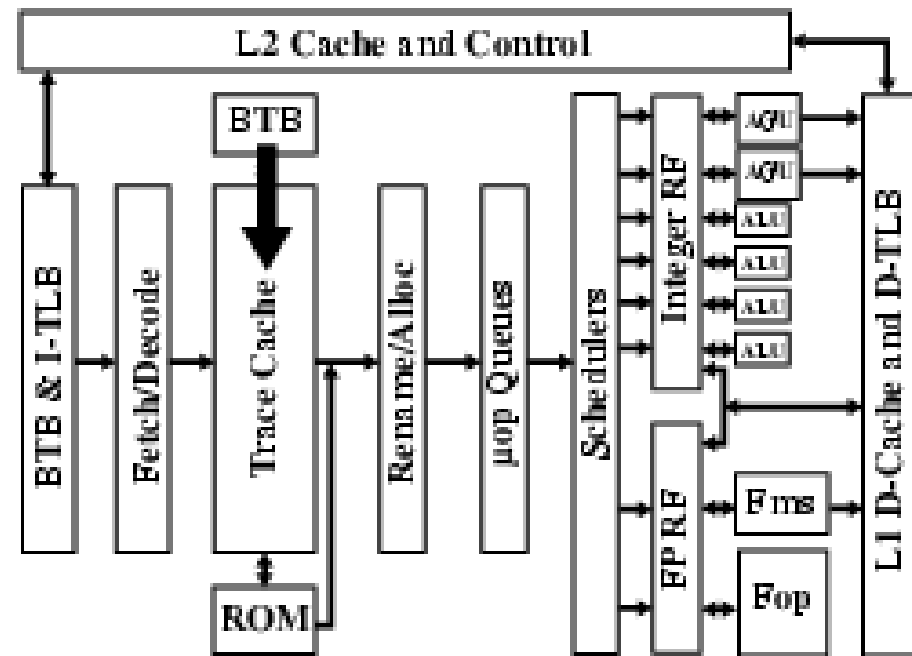 L2 Cache and Control
BTB
BTB & I-TLB
Fetch/Decode
Trace Cache
ROM
Rename/Alloc
µop Queues
Schedulers
Integer RF
FP RF
AGU
AGU
ALU
ALU
ALU
ALU
Fms
Fop
L1 D-Cache and D-TLB